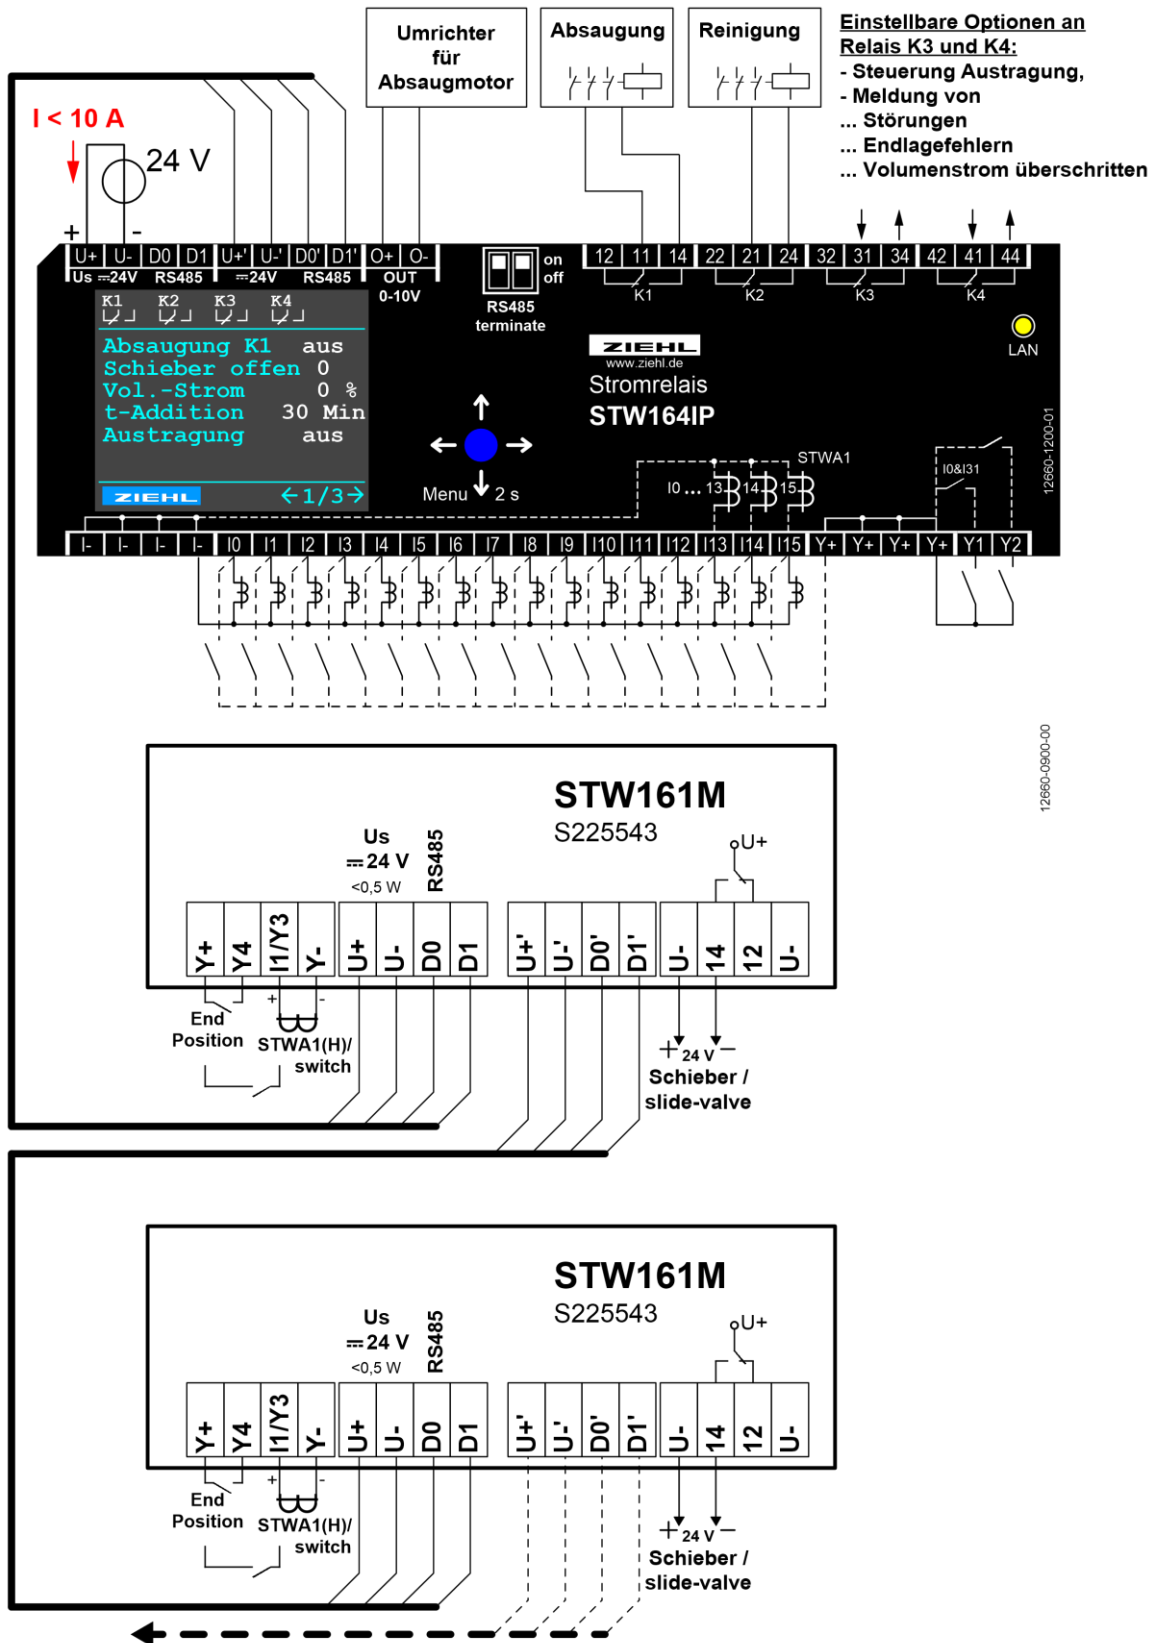 Umrichter
für
Absaugmotor
Absaugung
Reinigung
Einstellbare Optionen an
Relais K3 und K4:
- Steuerung Austragung,
- Meldung von
... Störungen
... Endlagefehlern
... Volumenstrom überschritten
I < 10 A
24 V
+ -
U+ U- D0 D1 U+' U-' D0' D1' O+ O-
Us 24V RS485 24V RS485 OUT
0-10V
on
off
RS485
terminate
12 11 14 22 21 24 32 31 34 42 41 44
K1 K2 K3 K4
K1 K2 K3 K4
Absaugung K1 aus
Schieber offen 0
Vol.-Strom 0 %
t-Addition 30 Min
Austragung aus
ZIEHL
←1/3→
Menu 2 s
ZIEHL
www.ziehl.de
Stromrelais
STW164IP
LAN
12660-1200-01
STWA1
I0 ... 13 14 15
I0&I31
I- I- I- I- I0 I1 I2 I3 I4 I5 I6 I7 I8 I9 I10 I11 I12 I13 I14 I15 Y+ Y+ Y+ Y+ Y1 Y2
12660-0900-00
STW161M
S225543
Us
24 V
<0,5 W
RS485
U+
Y+ Y4 I1/Y3 Y- U+ U- D0 D1 U+' U-' D0' D1' U- 14 12 U-
End
Position
+ -
STWA1(H)/
switch
+ 24 V −
Schieber /
slide-valve
STW161M
S225543
Us
24 V
<0,5 W
RS485
U+
Y+ Y4 I1/Y3 Y- U+ U- D0 D1 U+' U-' D0' D1' U- 14 12 U-
End
Position
+ -
STWA1(H)/
switch
+ 24 V −
Schieber /
slide-valve